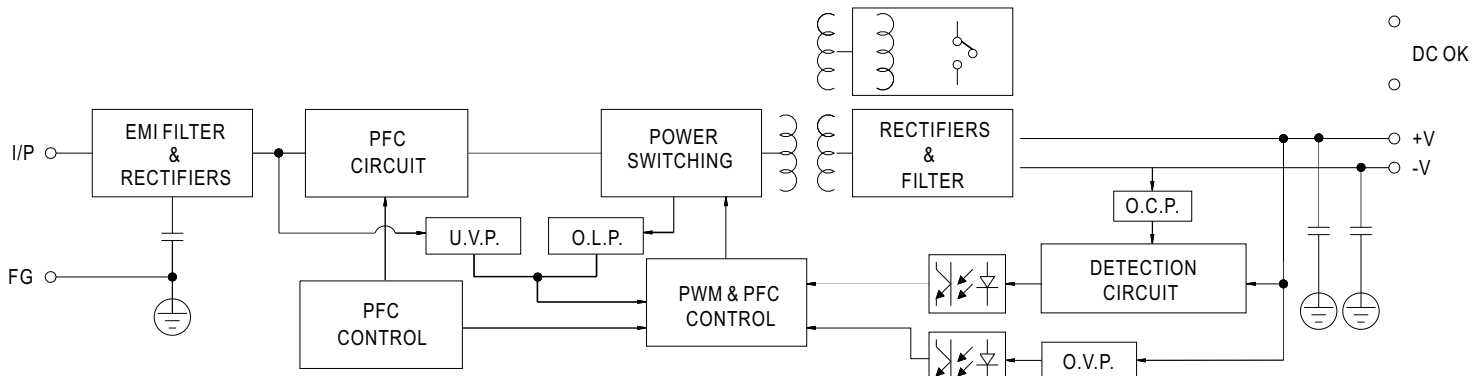 DC OK
I/P
EMI FILTER
&
RECTIFIERS
PFC
CIRCUIT
POWER
SWITCHING
RECTIFIERS
&
FILTER
+V
-V
O.C.P.
U.V.P.
O.L.P.
FG
PFC
CONTROL
PWM & PFC
CONTROL
DETECTION
CIRCUIT
O.V.P.